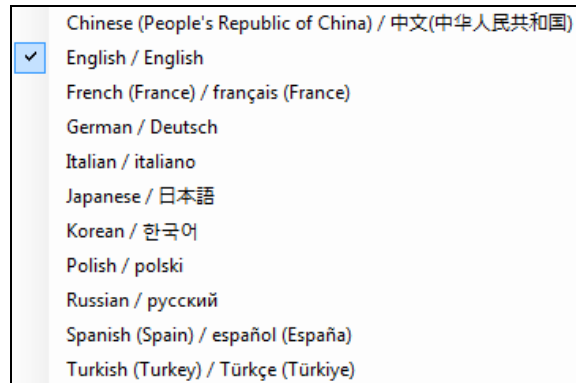 Chinese (People's Republic of China) / 中文(中华人民共和国)
English / English
French (France) / français (France)
German / Deutsch
Italian / italiano
Japanese / 日本語
Korean / 한국어
Polish / polski
Russian / русский
Spanish (Spain) / español (España)
Turkish (Turkey) / Türkçe (Türkiye)